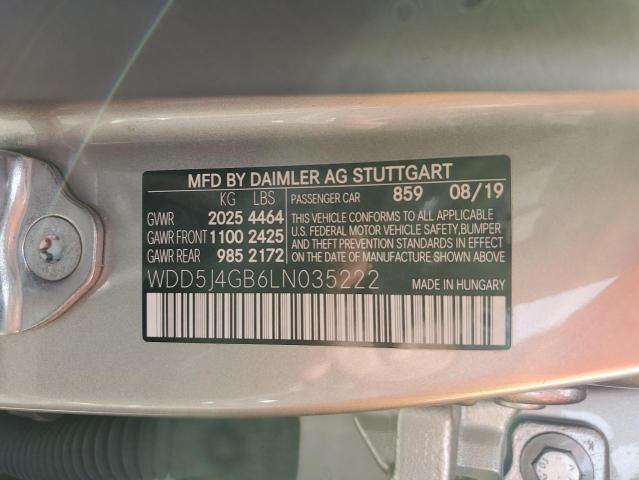 MFD BY DAIMLER AG STUTTGART
KG LBS PASSENGER CAR 859 08/19
GVWR 2025 4464 THIS VEHICLE CONFORMS TO ALL APPLICABLE
U.S. FEDERAL MOTOR VEHICLE SAFETY,BUMPER
GAWR FRONT 1100 2425 AND THEFT PREVENTION STANDARDS IN EFFECT
GAWR REAR 985 2172 ON THE DATE OF MANUFACTURE SHOWN ABOVE.
WDD5J4GB6LN035222 MADE IN HUNGARY